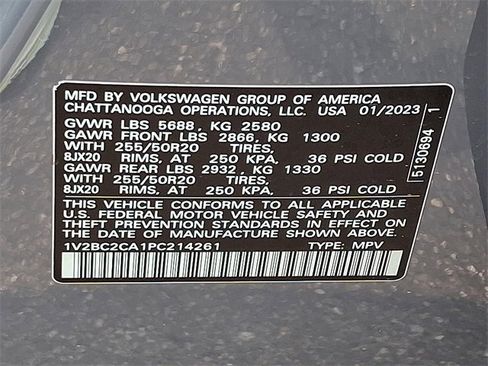 MFD BY VOLKSWAGEN GROUP OF AMERICA
CHATTANOOGA OPERATIONS, LLC. USA 01/2023
GVWR LBS 5688, KG 2580
GAWR FRONT LBS 2866, KG 1300
WITH 255/50R20 TIRES,
8JX20 RIMS, AT 250 KPA, 36 PSI COLD
GAWR REAR LBS 2932, KG 1330
WITH 255/50R20 TIRES,
8JX20 RIMS, AT 250 KPA, 36 PSI COLD
THIS VEHICLE CONFORMS TO ALL APPLICABLE
U.S. FEDERAL MOTOR VEHICLE SAFETY AND
THEFT PREVENTION STANDARDS IN EFFECT ON
THE DATE OF MANUFACTURE SHOWN ABOVE.
1V2BC2CA1PC214261 TYPE: MPV
5130694 1